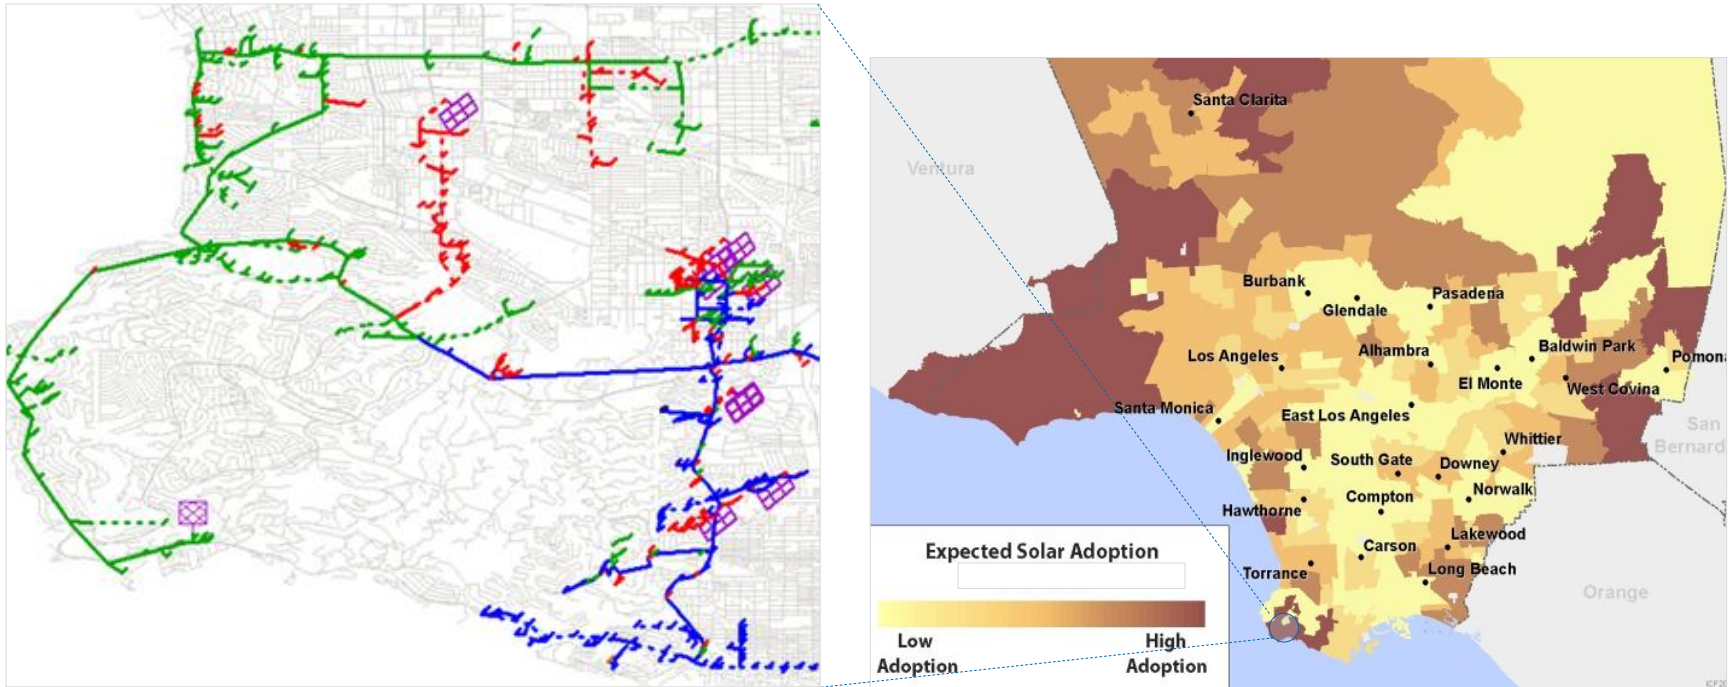 Santa Clarita
Ventura
Burbank
Pasadena
Glendale
Los Angeles
Alhambra
Baldwin Park
Pomona
El Monte
West Covina
Santa Monica
East Los Angeles
San
Bernard
Whittier
Inglewood
South Gate
Downey
Norwalk
Compton
Hawthorne
Lakewood
Carson
Long Beach
Torrance
Orange
Expected Solar Adoption
Low
Adoption
High
Adoption